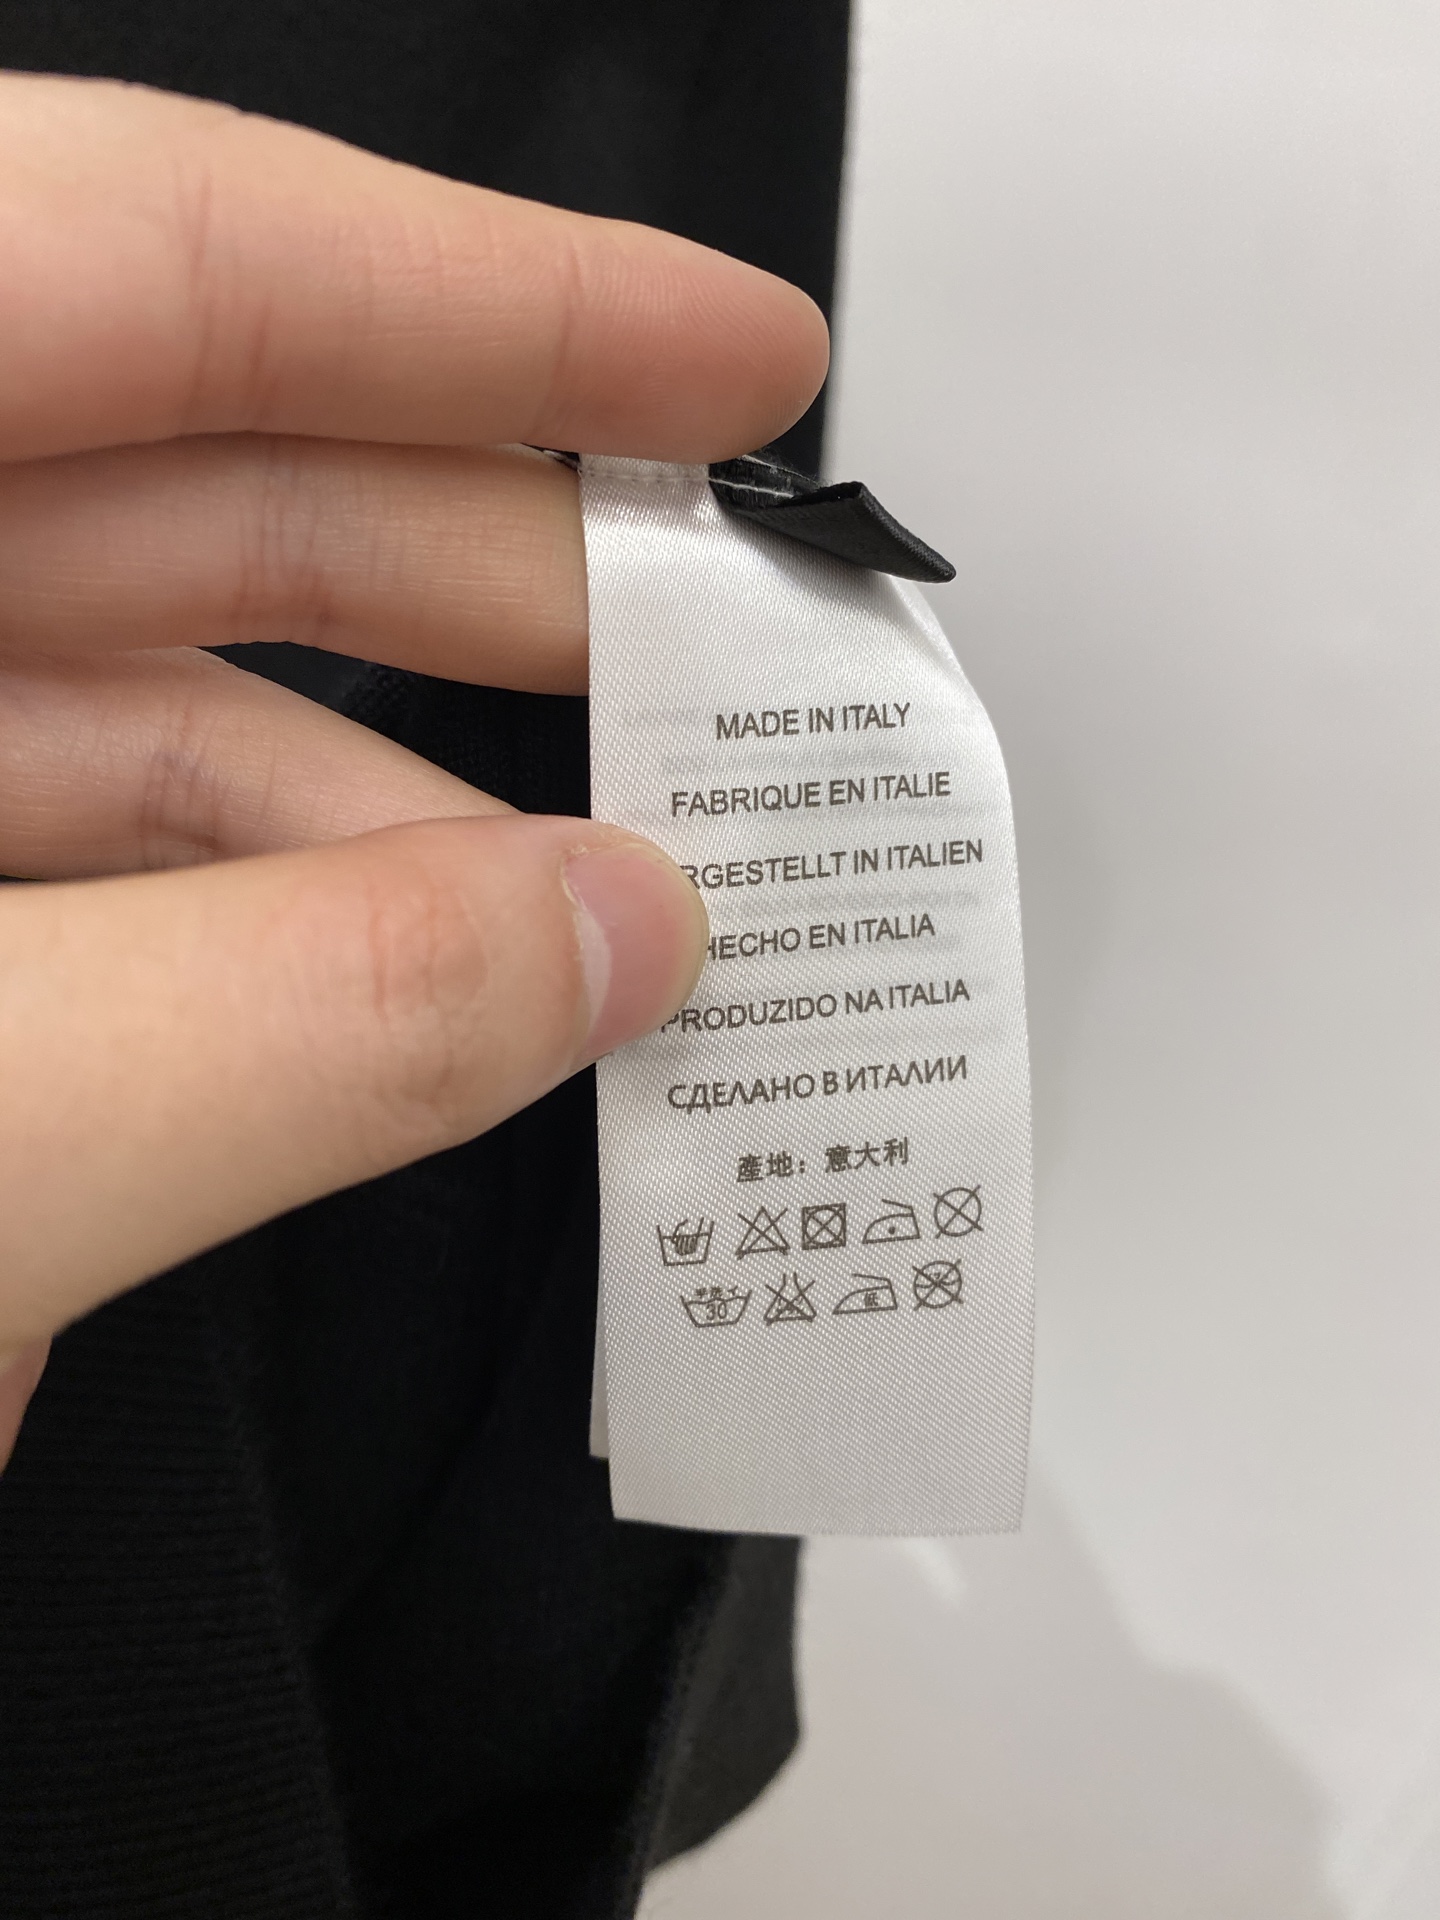 MADE IN ITALY
FABRIQUE EN ITALIE
RGESTELLT IN ITALIEN
HECHO EN ITALIA
PRODUZIDO NA ITALIA
СДЕЛАНО В ИТАЛИИ
產地：意大利
30